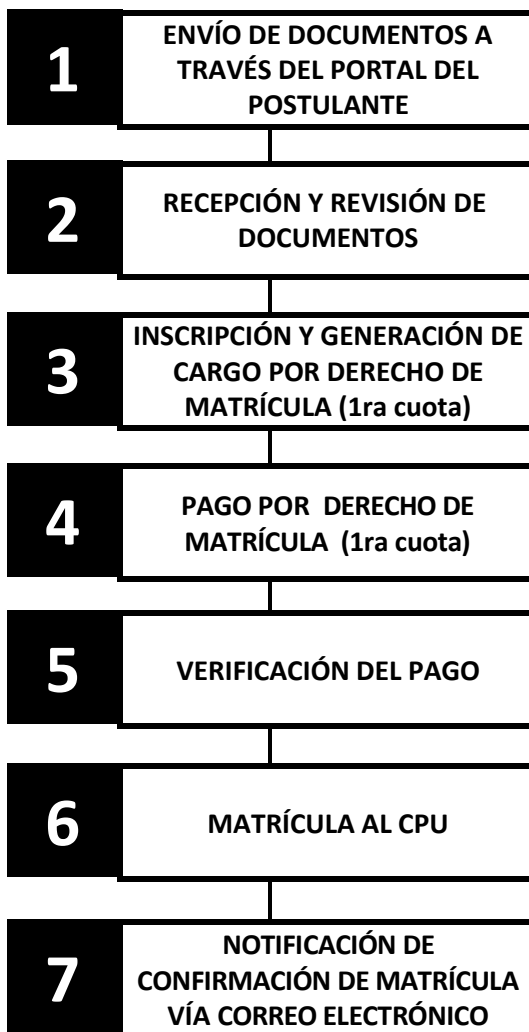 1
ENVÍO DE DOCUMENTOS A
TRAVÉS DEL PORTAL DEL
POSTULANTE
2
RECEPCIÓN Y REVISIÓN DE
DOCUMENTOS
3
INSCRIPCIÓN Y GENERACIÓN DE
CARGO POR DERECHO DE
MATRÍCULA (1ra cuota)
4
PAGO POR DERECHO DE
MATRÍCULA (1ra cuota)
5
VERIFICACIÓN DEL PAGO
6
MATRÍCULA AL CPU
7
NOTIFICACIÓN DE
CONFIRMACIÓN DE MATRÍCULA
VÍA CORREO ELECTRÓNICO